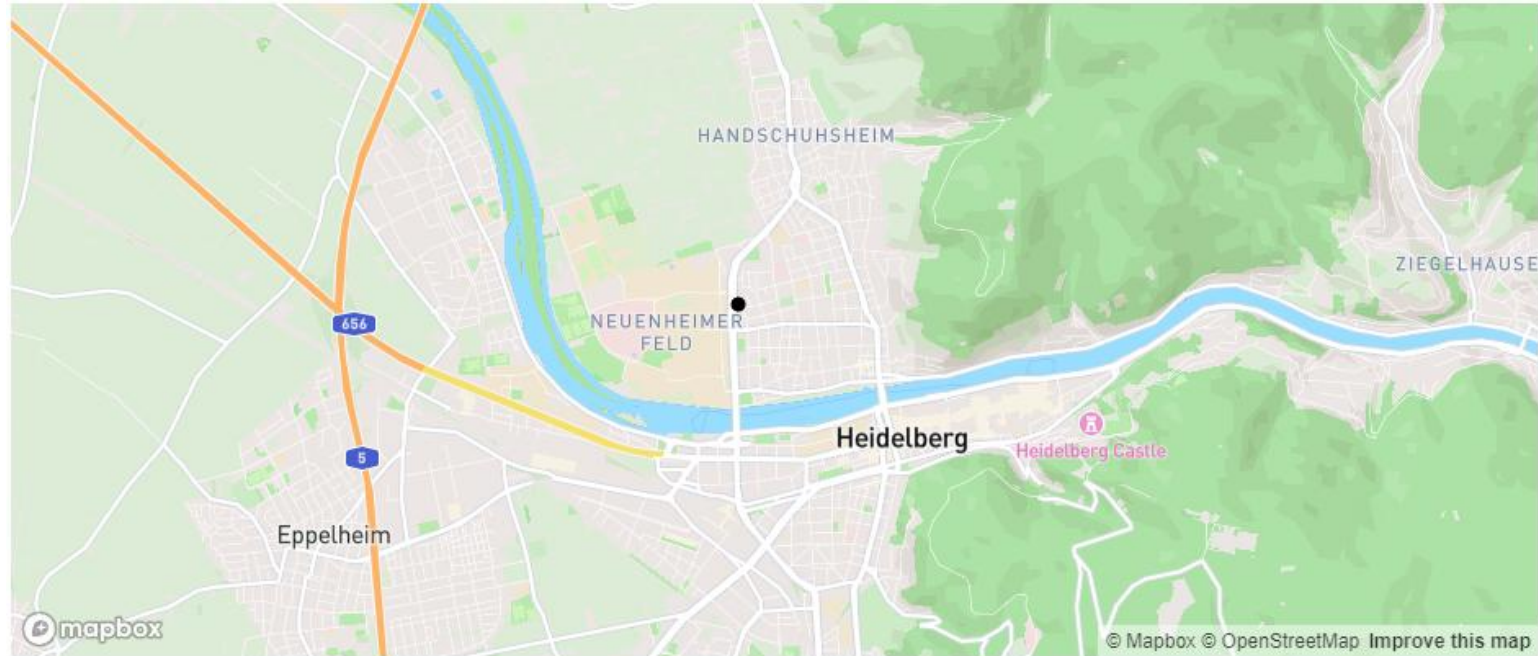 HANDSCHUHSHEIM
ZIEGELHAUSE
656
NEUENHEIMER
FELD
Heidelberg
Heidelberg Castle
5
Eppelheim
mapbox
© Mapbox © OpenStreetMap Improve this map